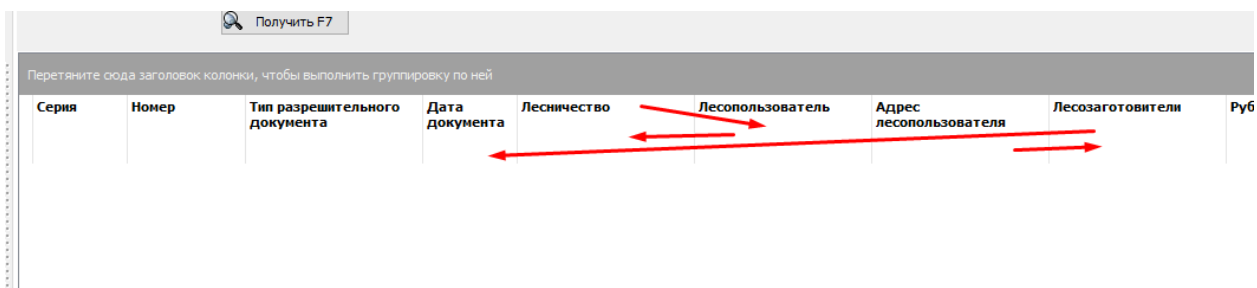 Получить F7
Перетяните сюда заголовок колонки, чтобы выполнить группировку по ней
Серия Номер Тип разрешительного Дата Лесничество Лесопользователь Адрес Лесозаготовители Руб
документа документа лесопользователя